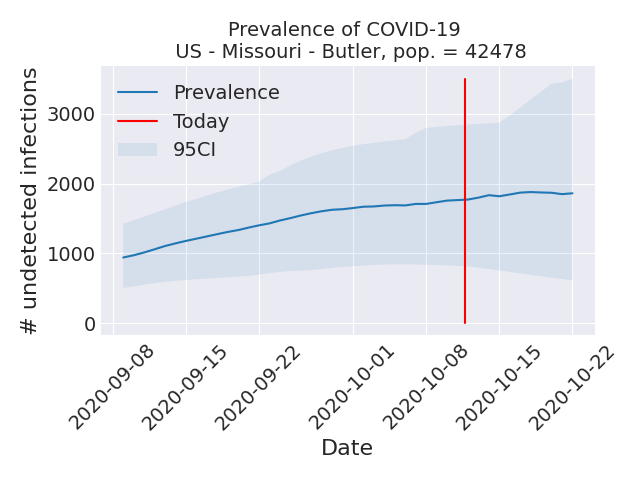 Prevalence of COVID-19
US - Missouri - Butler, pop. = 42478
# undetected infections
3000
2000
1000
0
Prevalence
Today
95CI
2020-09-08
2020-09-15
2020-09-22
2020-10-01
2020-10-08
2020-10-15
2020-10-22
Date